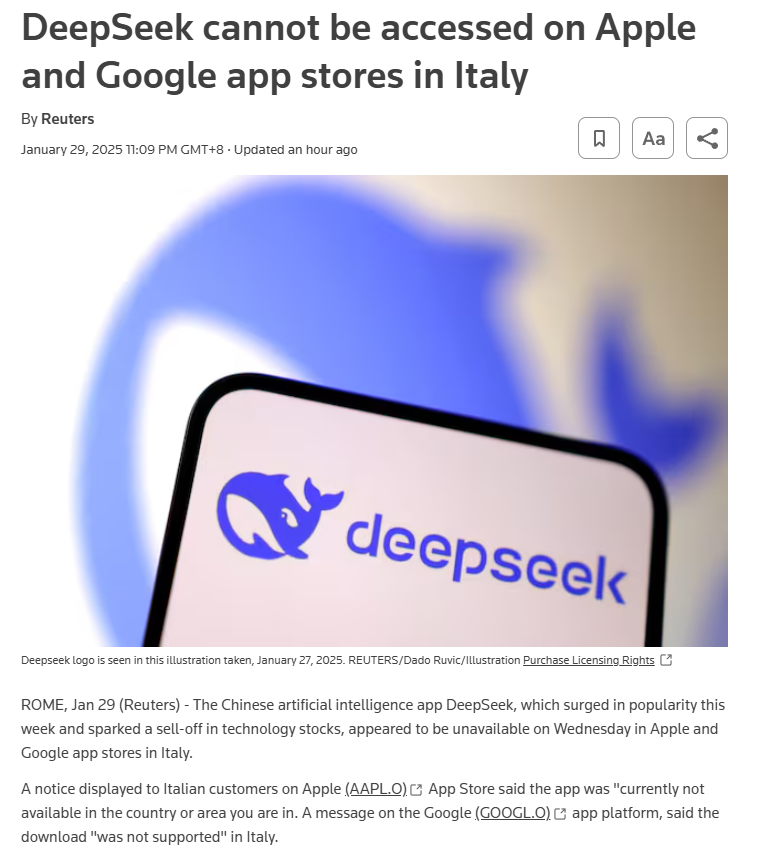 DeepSeek cannot be accessed on Apple
and Google app stores in Italy
By Reuters
January 29, 2025 11:09 PM GMT+8 · Updated an hour ago
Aa
deepseek
Deepseek logo is seen in this illustration taken, January 27, 2025. REUTERS/Dado Ruvic/Illustration Purchase Licensing Rights
ROME, Jan 29 (Reuters) - The Chinese artificial intelligence app DeepSeek, which surged in popularity this
week and sparked a sell-off in technology stocks, appeared to be unavailable on Wednesday in Apple and
Google app stores in Italy.
A notice displayed to Italian customers on Apple (AAPL.O) App Store said the app was "currently not
available in the country or area you are in. A message on the Google (GOOGL.O) app platform, said the
download "was not supported" in Italy.